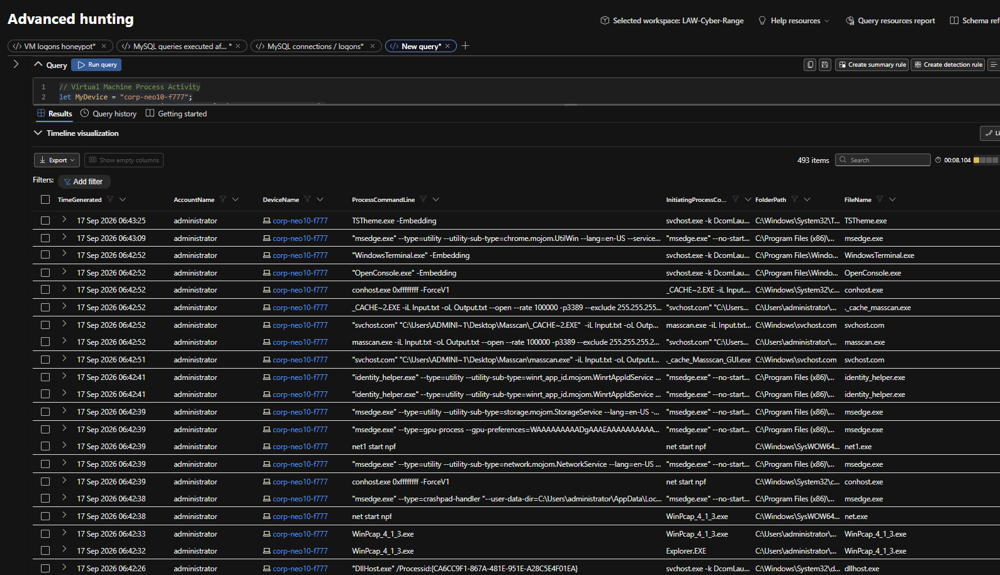 Advanced hunting
Selected workspace: LAW-Cyber-Range Help resources Query resources report Schema ref
VM logons honeypot* MySQL queries executed af... * MySQL connections / logons* New query*
Query Run query Create summary rule Create detection rule
1 // Virtual Machine Process Activity
2 let MyDevice = "corp-neo10-f777";
Results Query history Getting started
Timeline visualization Li
Export Show empty columns 493 items Search 00:08.104
Filters: Add filter
TimeGenerated AccountName DeviceName ProcessCommandLine InitiatingProcessCo... FolderPath FileName
17 Sep 2026 06:43:25 administrator corp-neo10-f777 TSTheme.exe -Embedding svchost.exe -k DcomLau... C:\Windows\System32\T... TSTheme.exe
17 Sep 2026 06:43:09 administrator corp-neo10-f777 "msedge.exe" --type=utility --utility-sub-type=chrome.mojom.UtilWin --lang=en-US --service... "msedge.exe" --no-start... C:\Program Files (x86)\... msedge.exe
17 Sep 2026 06:42:52 administrator corp-neo10-f777 "WindowsTerminal.exe" -Embedding svchost.exe -k DcomLau... C:\Program Files\Windo... WindowsTerminal.exe
17 Sep 2026 06:42:52 administrator corp-neo10-f777 "OpenConsole.exe" -Embedding svchost.exe -k DcomLau... C:\Program Files\Windo... OpenConsole.exe
17 Sep 2026 06:42:52 administrator corp-neo10-f777 conhost.exe 0xffffffff -ForceV1 _CACHE~2.EXE -iL Input.... C:\Windows\System32\c... conhost.exe
17 Sep 2026 06:42:52 administrator corp-neo10-f777 _CACHE~2.EXE -iL Input.txt -oL Output.txt --open --rate 100000 -p3389 --exclude 255.255.255... "svchost.com" "C:\Users... C:\Users\administrator\... ._cache_masscan.exe
17 Sep 2026 06:42:52 administrator corp-neo10-f777 "svchost.com" "C:\Users\ADMINI~1\Desktop\Masscan\_CACHE~2.EXE" -iL Input.txt -oL Outp... masscan.exe -iL Input.txt... C:\Windows\svchost.com svchost.com
17 Sep 2026 06:42:52 administrator corp-neo10-f777 masscan.exe -iL Input.txt -oL Output.txt --open --rate 100000 -p3389 --exclude 255.255.255.2... "svchost.com" "C:\Users... C:\Users\administrator\... masscan.exe
17 Sep 2026 06:42:51 administrator corp-neo10-f777 "svchost.com" "C:\Users\ADMINI~1\Desktop\Masscan\masscan.exe" -iL Input.txt -oL Output.t... ._cache_Massscan_GUI.exe C:\Windows\svchost.com svchost.com
17 Sep 2026 06:42:41 administrator corp-neo10-f777 "identity_helper.exe" --type=utility --utility-sub-type=winrt_app_id.mojom.WinrtAppIdService ... "msedge.exe" --no-start... C:\Program Files (x86)\... identity_helper.exe
17 Sep 2026 06:42:41 administrator corp-neo10-f777 "identity_helper.exe" --type=utility --utility-sub-type=winrt_app_id.mojom.WinrtAppIdService ... "msedge.exe" --no-start... C:\Program Files (x86)\... identity_helper.exe
17 Sep 2026 06:42:39 administrator corp-neo10-f777 "msedge.exe" --type=utility --utility-sub-type=storage.mojom.StorageService --lang=en-US -... "msedge.exe" --no-start... C:\Program Files (x86)\... msedge.exe
17 Sep 2026 06:42:39 administrator corp-neo10-f777 "msedge.exe" --type=gpu-process --gpu-preferences=WAAAAAAAAADgAAAEAAAAAAAAAA... "msedge.exe" --no-start... C:\Program Files (x86)\... msedge.exe
17 Sep 2026 06:42:39 administrator corp-neo10-f777 net1 start npf net start npf C:\Windows\SysWOW64... net1.exe
17 Sep 2026 06:42:39 administrator corp-neo10-f777 "msedge.exe" --type=utility --utility-sub-type=network.mojom.NetworkService --lang=en-US ... "msedge.exe" --no-start... C:\Program Files (x86)\... msedge.exe
17 Sep 2026 06:42:39 administrator corp-neo10-f777 conhost.exe 0xffffffff -ForceV1 net start npf C:\Windows\System32\c... conhost.exe
17 Sep 2026 06:42:38 administrator corp-neo10-f777 "msedge.exe" --type=crashpad-handler "--user-data-dir=C:\Users\administrator\AppData\Loc... "msedge.exe" --no-start... C:\Program Files (x86)\... msedge.exe
17 Sep 2026 06:42:38 administrator corp-neo10-f777 net start npf WinPcap_4_1_3.exe C:\Windows\SysWOW64... net.exe
17 Sep 2026 06:42:33 administrator corp-neo10-f777 WinPcap_4_1_3.exe WinPcap_4_1_3.exe C:\Users\administrator\... WinPcap_4_1_3.exe
17 Sep 2026 06:42:32 administrator corp-neo10-f777 WinPcap_4_1_3.exe Explorer.EXE C:\Users\administrator\... WinPcap_4_1_3.exe
17 Sep 2026 06:42:26 administrator corp-neo10-f777 "DllHost.exe" /Processid:{CA6CC9F1-867A-481E-951E-A28C5E4F01EA} svchost.exe -k DcomLau... C:\Windows\System32\d... dllhost.exe